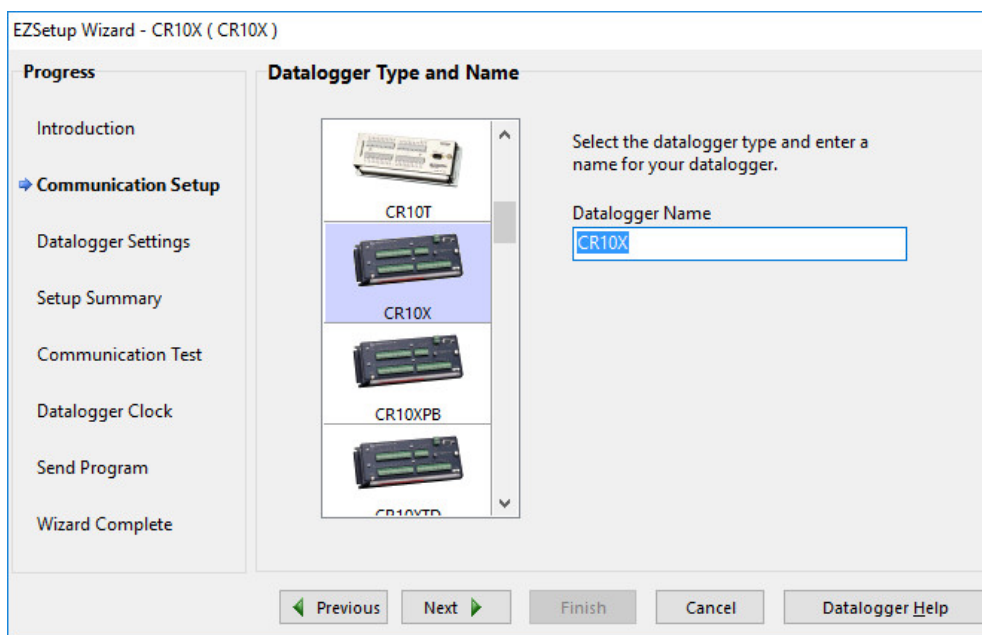 EZSetup Wizard - CR10X ( CR10X )
Progress
Introduction
Communication Setup
Datalogger Settings
Setup Summary
Communication Test
Datalogger Clock
Send Program
Wizard Complete
Datalogger Type and Name
CR10T
CR10X
CR10XPB
CR10XTD
Select the datalogger type and enter a
name for your datalogger.
Datalogger Name
CR10X
Previous
Next
Finish
Cancel
Datalogger Help